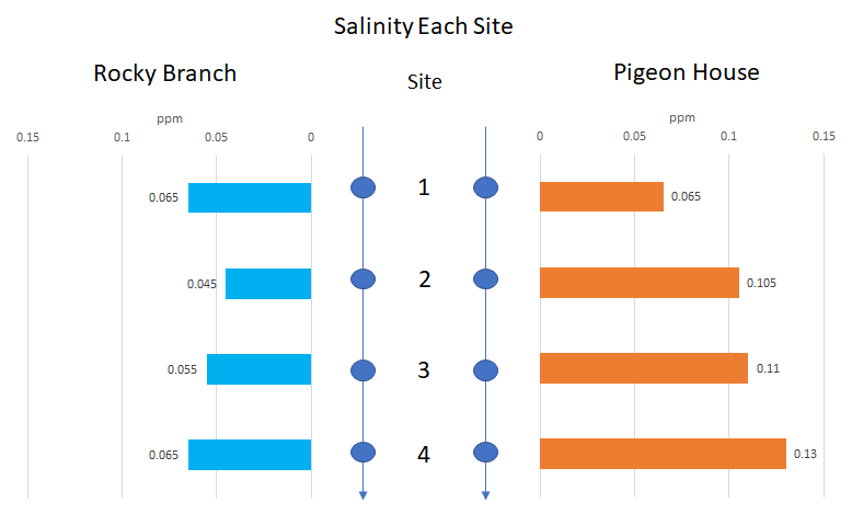 Salinity Each Site
Rocky Branch
Site
Pigeon House
ppm
ppm
0.15 0.1 0.05 0
0 0.05 0.1 0.15
0.065 1 0.065
0.045 2 0.105
0.055 3 0.11
0.065 4 0.13